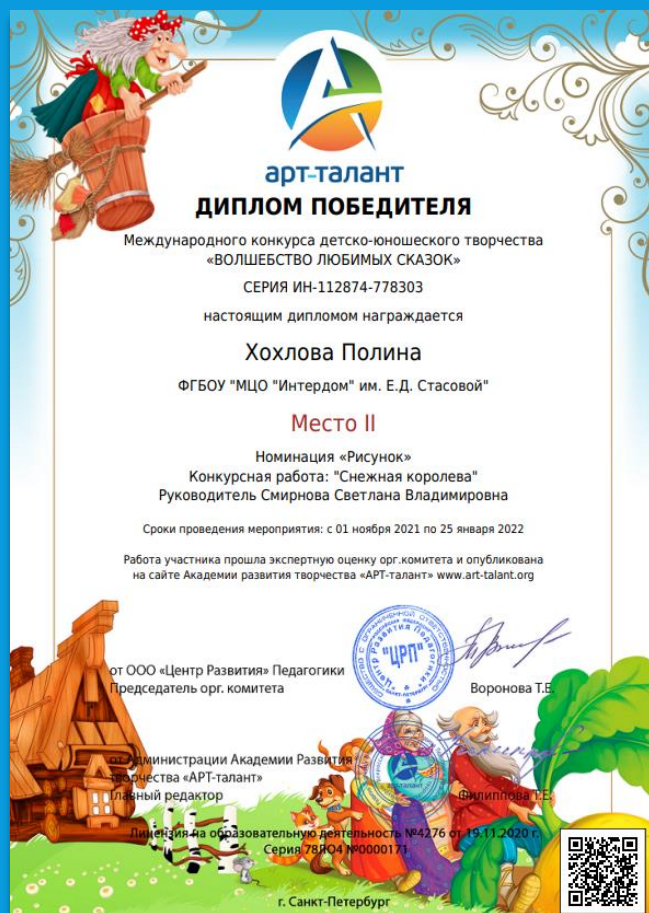 арт-талант
ДИПЛОМ ПОБЕДИТЕЛЯ
Международного конкурса детско-юношеского творчества
«ВОЛШЕБСТВО ЛЮБИМЫХ СКАЗОК»
СЕРИЯ ИН-112874-778303
настоящим дипломом награждается
Хохлова Полина
ФГБОУ "МЦО "Интердом" им. Е.Д. Стасовой"
Место II
Номинация «Рисунок»
Конкурсная работа: "Снежная королева"
Руководитель Смирнова Светлана Владимировна
Сроки проведения мероприятия: с 01 ноября 2021 по 25 января 2022
Работа участника прошла экспертную оценку орг.комитета и опубликована
на сайте Академии развития творчества «АРТ-талант» www.art-talant.org
"ЦРП"
от ООО «Центр Развития» Педагогики
Председатель орг. комитета
Воронова Т.Е.
от Администрации Академии Развития
творчества «АРТ-талант»
Главный редактор
Филиппова Т.Е.
арт-талант
Лицензия на образовательную деятельность №4276 от 19.11.2020 г.
Серия 78ЛО4 №0000171
г. Санкт-Петербург